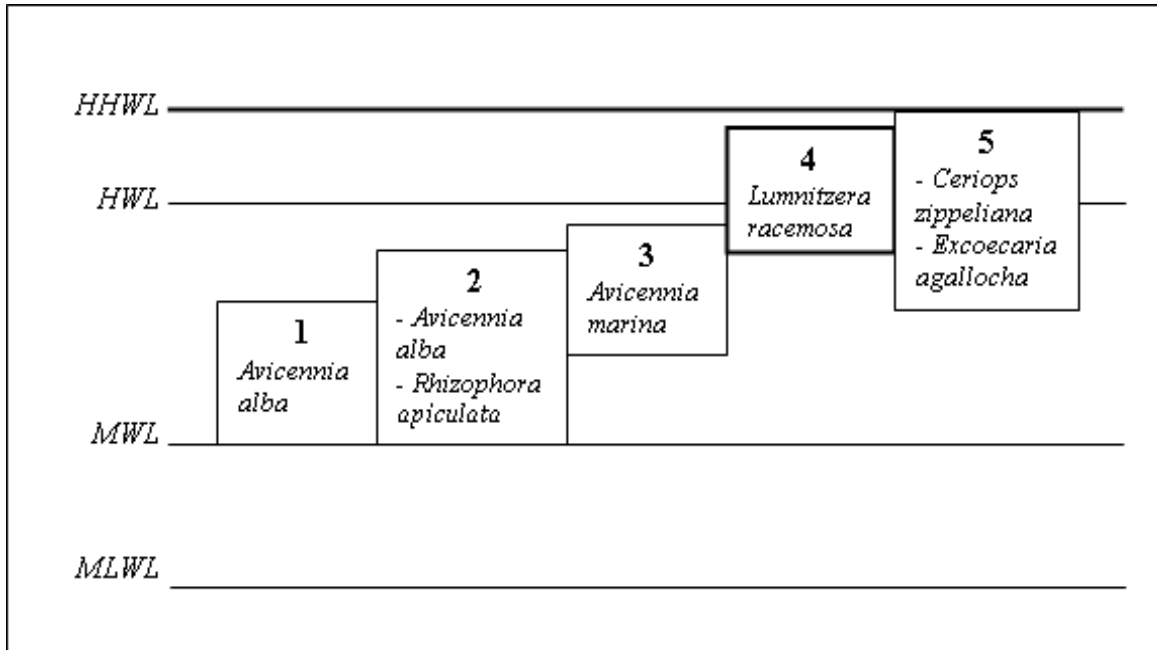 HHWL
HWL
MWL
MLWL
1
Avicennia
alba
2
- Avicennia
alba
- Rhizophora
apiculata
3
Avicennia
marina
4
Lumnitzera
racemosa
5
- Ceriops
zippeliana
- Excoecaria
agallocha